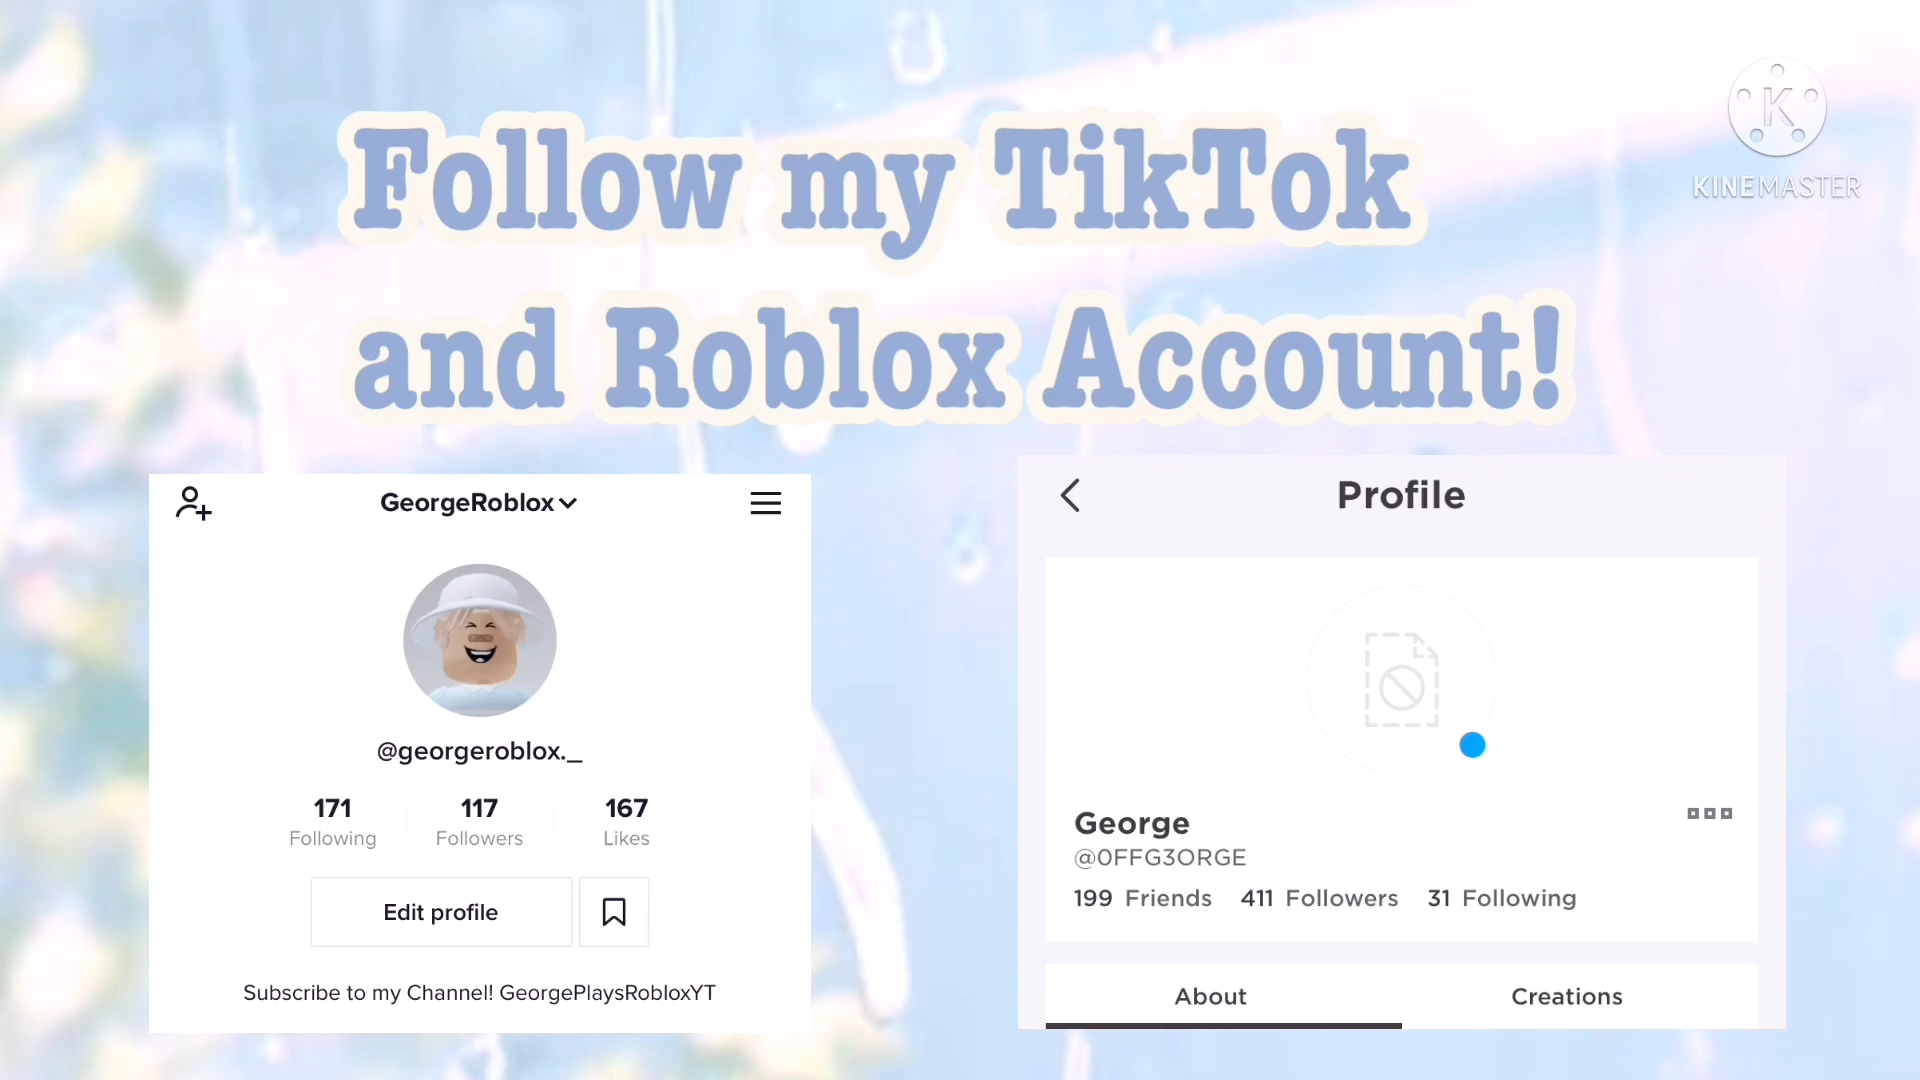 Follow my TikTok
and Roblox Account!
K
KINEMASTER
GeorgeRoblox
@georgeroblox._
171 117 167
Following Followers Likes
Edit profile
Subscribe to my Channel! GeorgePlaysRobloxYT
Profile
George
@0FFG3ORGE
199 Friends 411 Followers 31 Following
About Creations